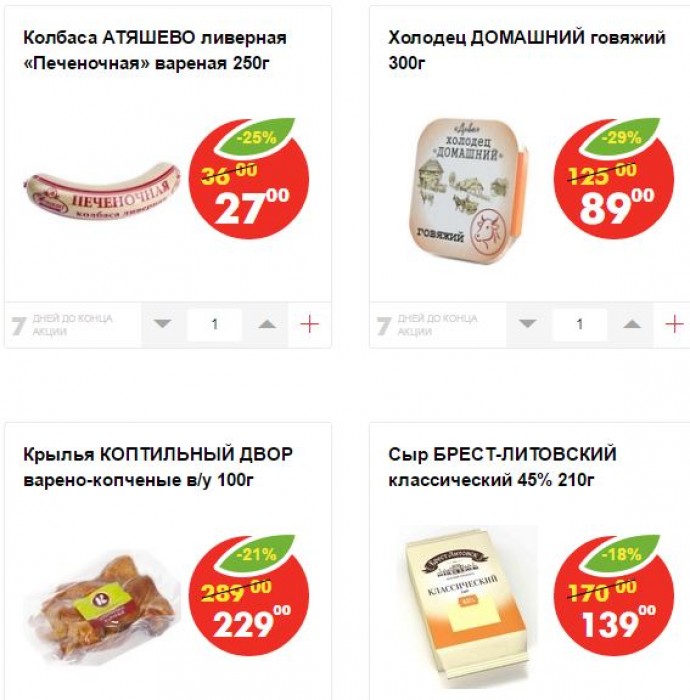 Колбаса АТЯШЕВО ливерная
«Печеночная» вареная 250г
ПЕЧЕНОЧНАЯ
колбаса ливерная
-25%
36 00
27 00
7 ДНЕЙ ДО КОНЦА
АКЦИИ
1
Холодец ДОМАШНИЙ говяжий
300г
холодец
«ДОМАШНИЙ»
говяжий
-29%
125 00
89 00
7 ДНЕЙ ДО КОНЦА
АКЦИИ
1
Крылья КОПТИЛЬНЫЙ ДВОР
варено-копченые в/у 100г
-21%
289 00
229 00
Сыр БРЕСТ-ЛИТОВСКИЙ
классический 45% 210г
Брест-Литовск
КЛАССИЧЕСКИЙ
сыр
-18%
170 00
139 00